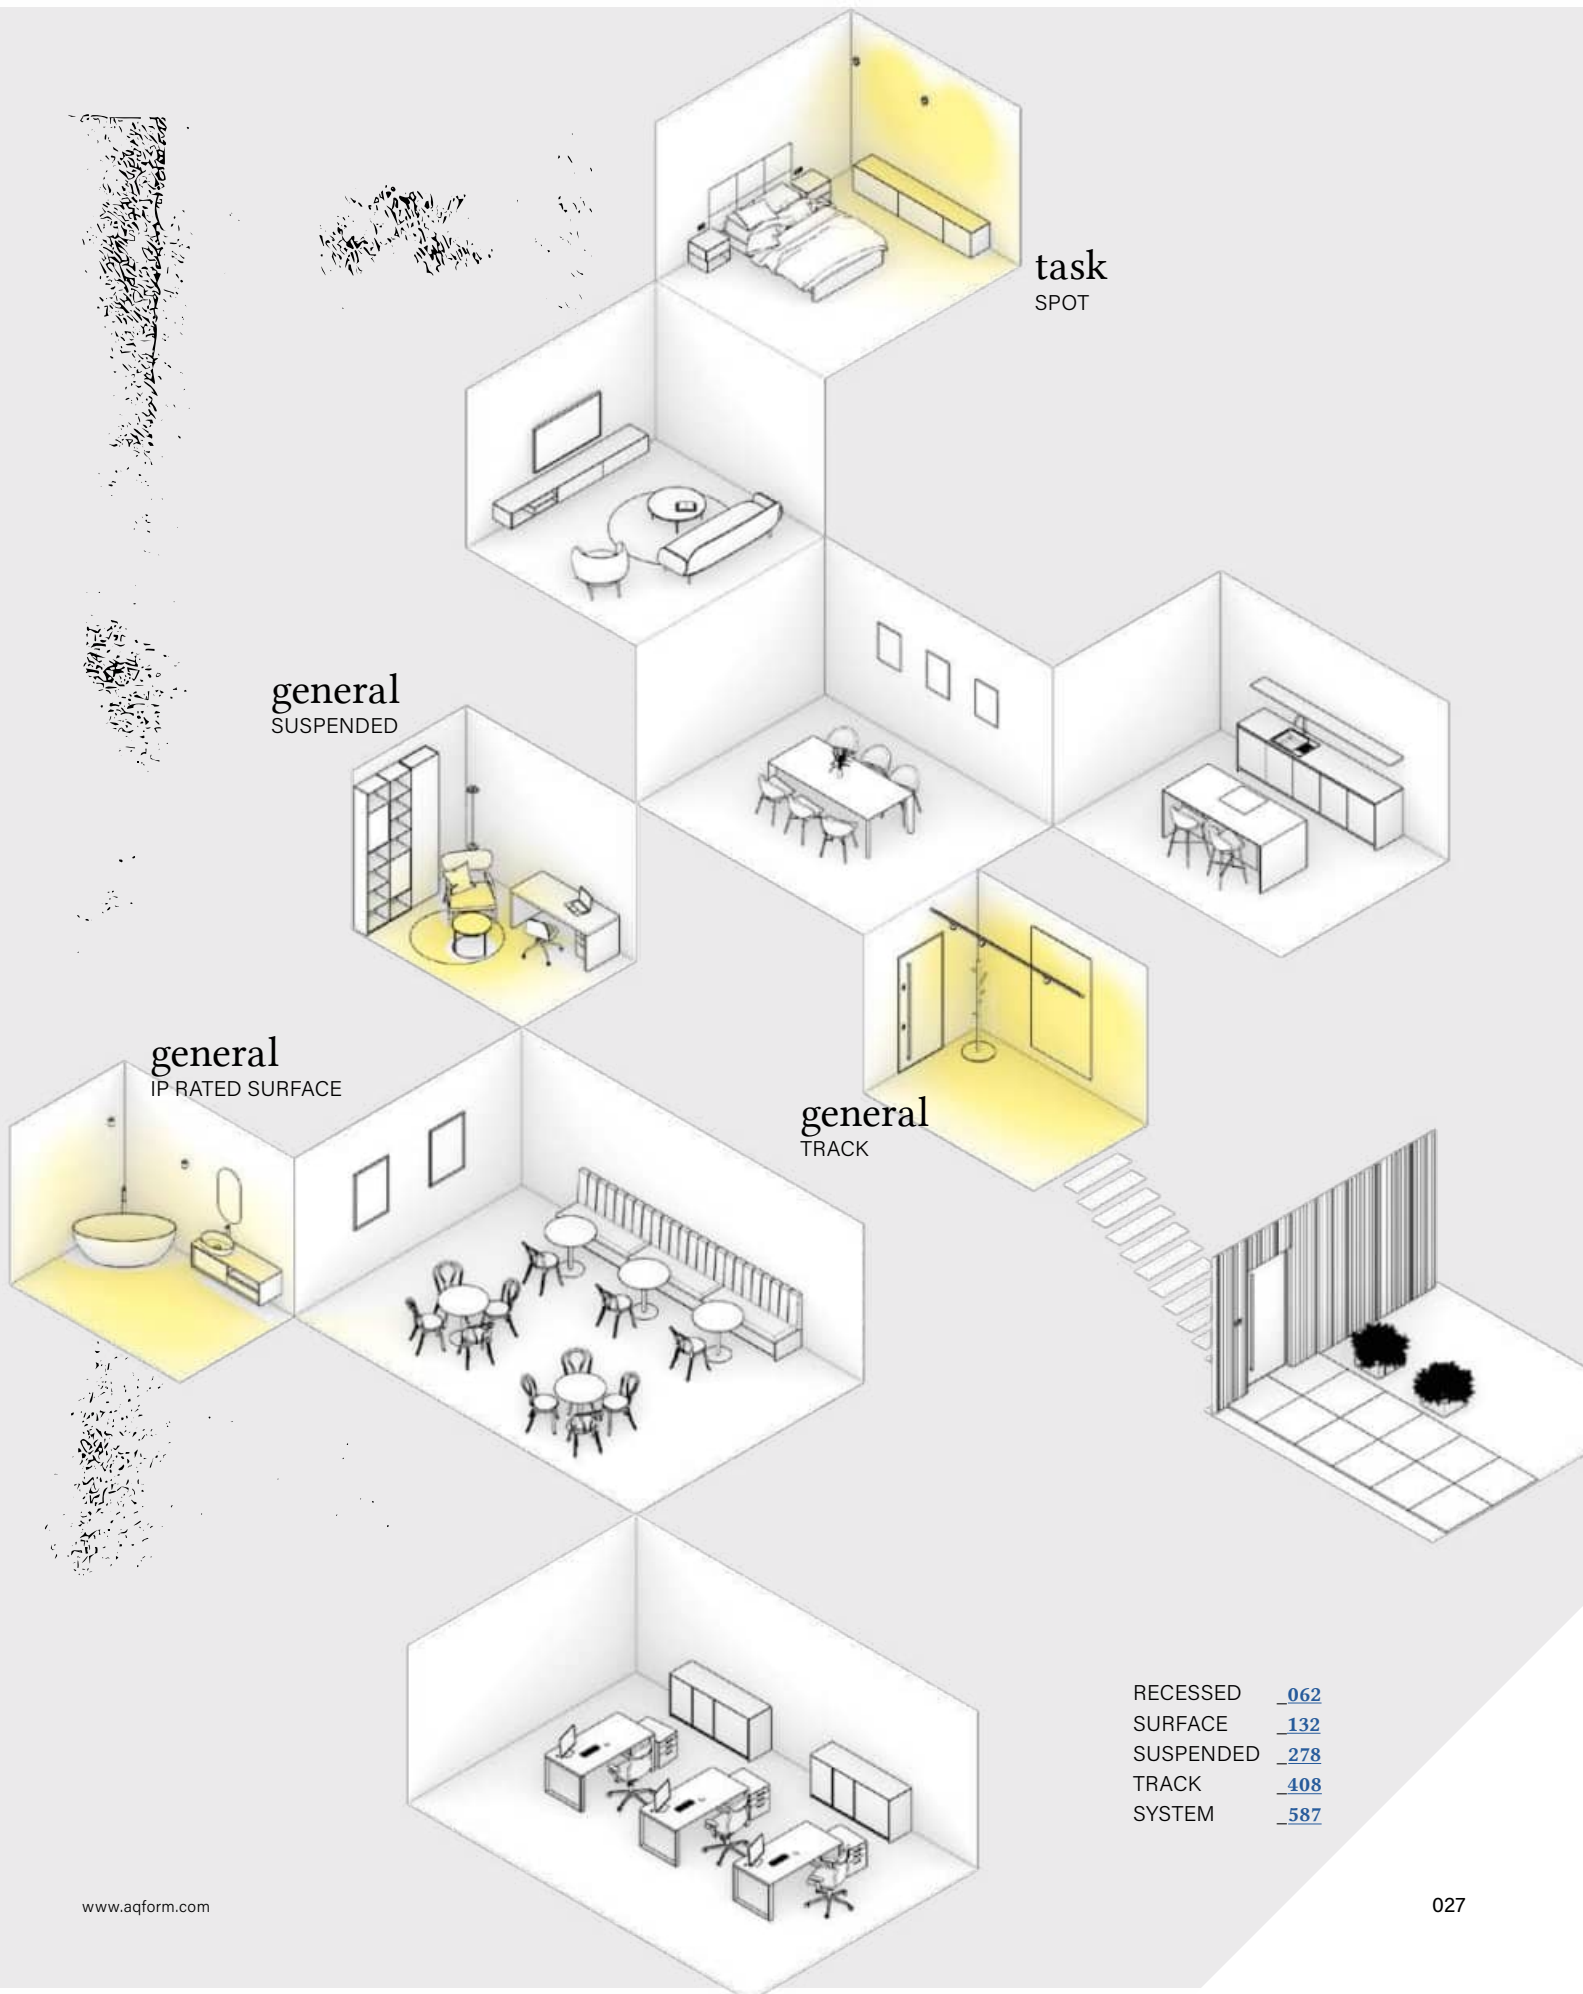 task
SPOT
general
SUSPENDED
general
IP RATED SURFACE
general
TRACK
RECESSED _062
SURFACE _132
SUSPENDED _278
TRACK _408
SYSTEM _587
www.aqform.com
027